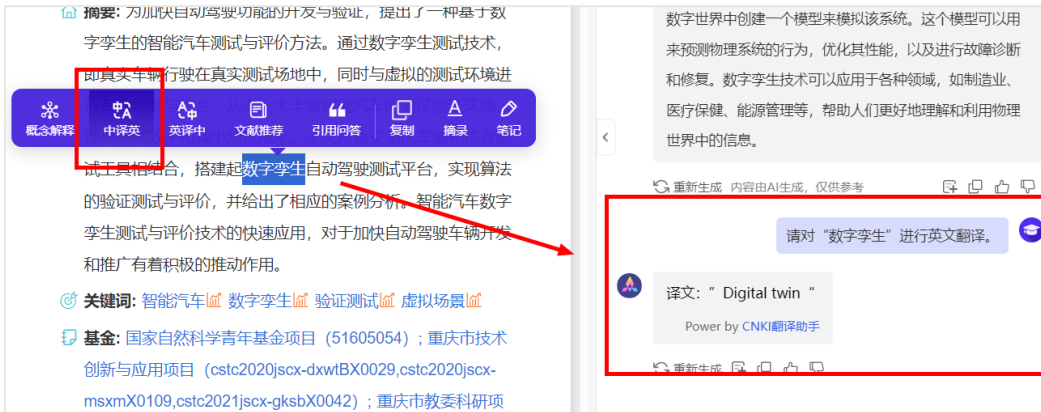 摘要: 为加快自动驾驶功能的开发与验证，提出了一种基于数
字孪生的智能汽车测试与评价方法。通过数字孪生测试技术，
即真实车辆行驶在真实测试场地中，同时与虚拟的测试环境进
概念解释 中译英 英译中 文献推荐 引用问答 复制 摘录 笔记
试工具相结合，搭建起数字孪生自动驾驶测试平台，实现算法
的验证测试与评价，并给出了相应的案例分析。智能汽车数字
孪生测试与评价技术的快速应用，对于加快自动驾驶车辆开发
和推广有着积极的推动作用。
关键词: 智能汽车 数字孪生 验证测试 虚拟场景
基金: 国家自然科学青年基金项目（51605054）; 重庆市技术
创新与应用项目（cstc2020jscx-dxwtBX0029,cstc2020jscx-
msxmX0109,cstc2021jscx-gksbX0042）; 重庆市教委科研项
数字世界中创建一个模型来模拟该系统。这个模型可以用
来预测物理系统的行为，优化其性能，以及进行故障诊断
和修复。数字孪生技术可以应用于各种领域，如制造业、
医疗保健、能源管理等，帮助人们更好地理解和利用物理
世界中的信息。
重新生成 内容由AI生成，仅供参考
请对“数字孪生”进行英文翻译。
译文: “ Digital twin “
Power by CNKI翻译助手
重新生成